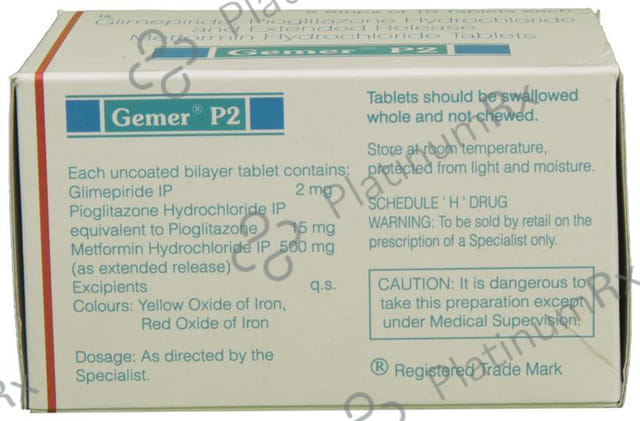 Glimepiride, Pioglitazone Hydrochloride
and Extended Release
Metformin Hydrochloride Tablets
Gemer® P2
Each uncoated bilayer tablet contains:
Glimepiride IP 2 mg
Pioglitazone Hydrochloride IP
equivalent to Pioglitazone 15 mg
Metformin Hydrochloride IP 500 mg
(as extended release)
Excipients q.s.
Colours: Yellow Oxide of Iron,
Red Oxide of Iron
Dosage: As directed by the
Specialist.
Tablets should be swallowed
whole and not chewed.
Store at room temperature,
protected from light and moisture.
SCHEDULE 'H' DRUG
WARNING: To be sold by retail on the
prescription of a Specialist only.
CAUTION: It is dangerous to
take this preparation except
under Medical Supervision.
® Registered Trade Mark
PlatinumRx
PlatinumRx
PlatinumRx
Rx